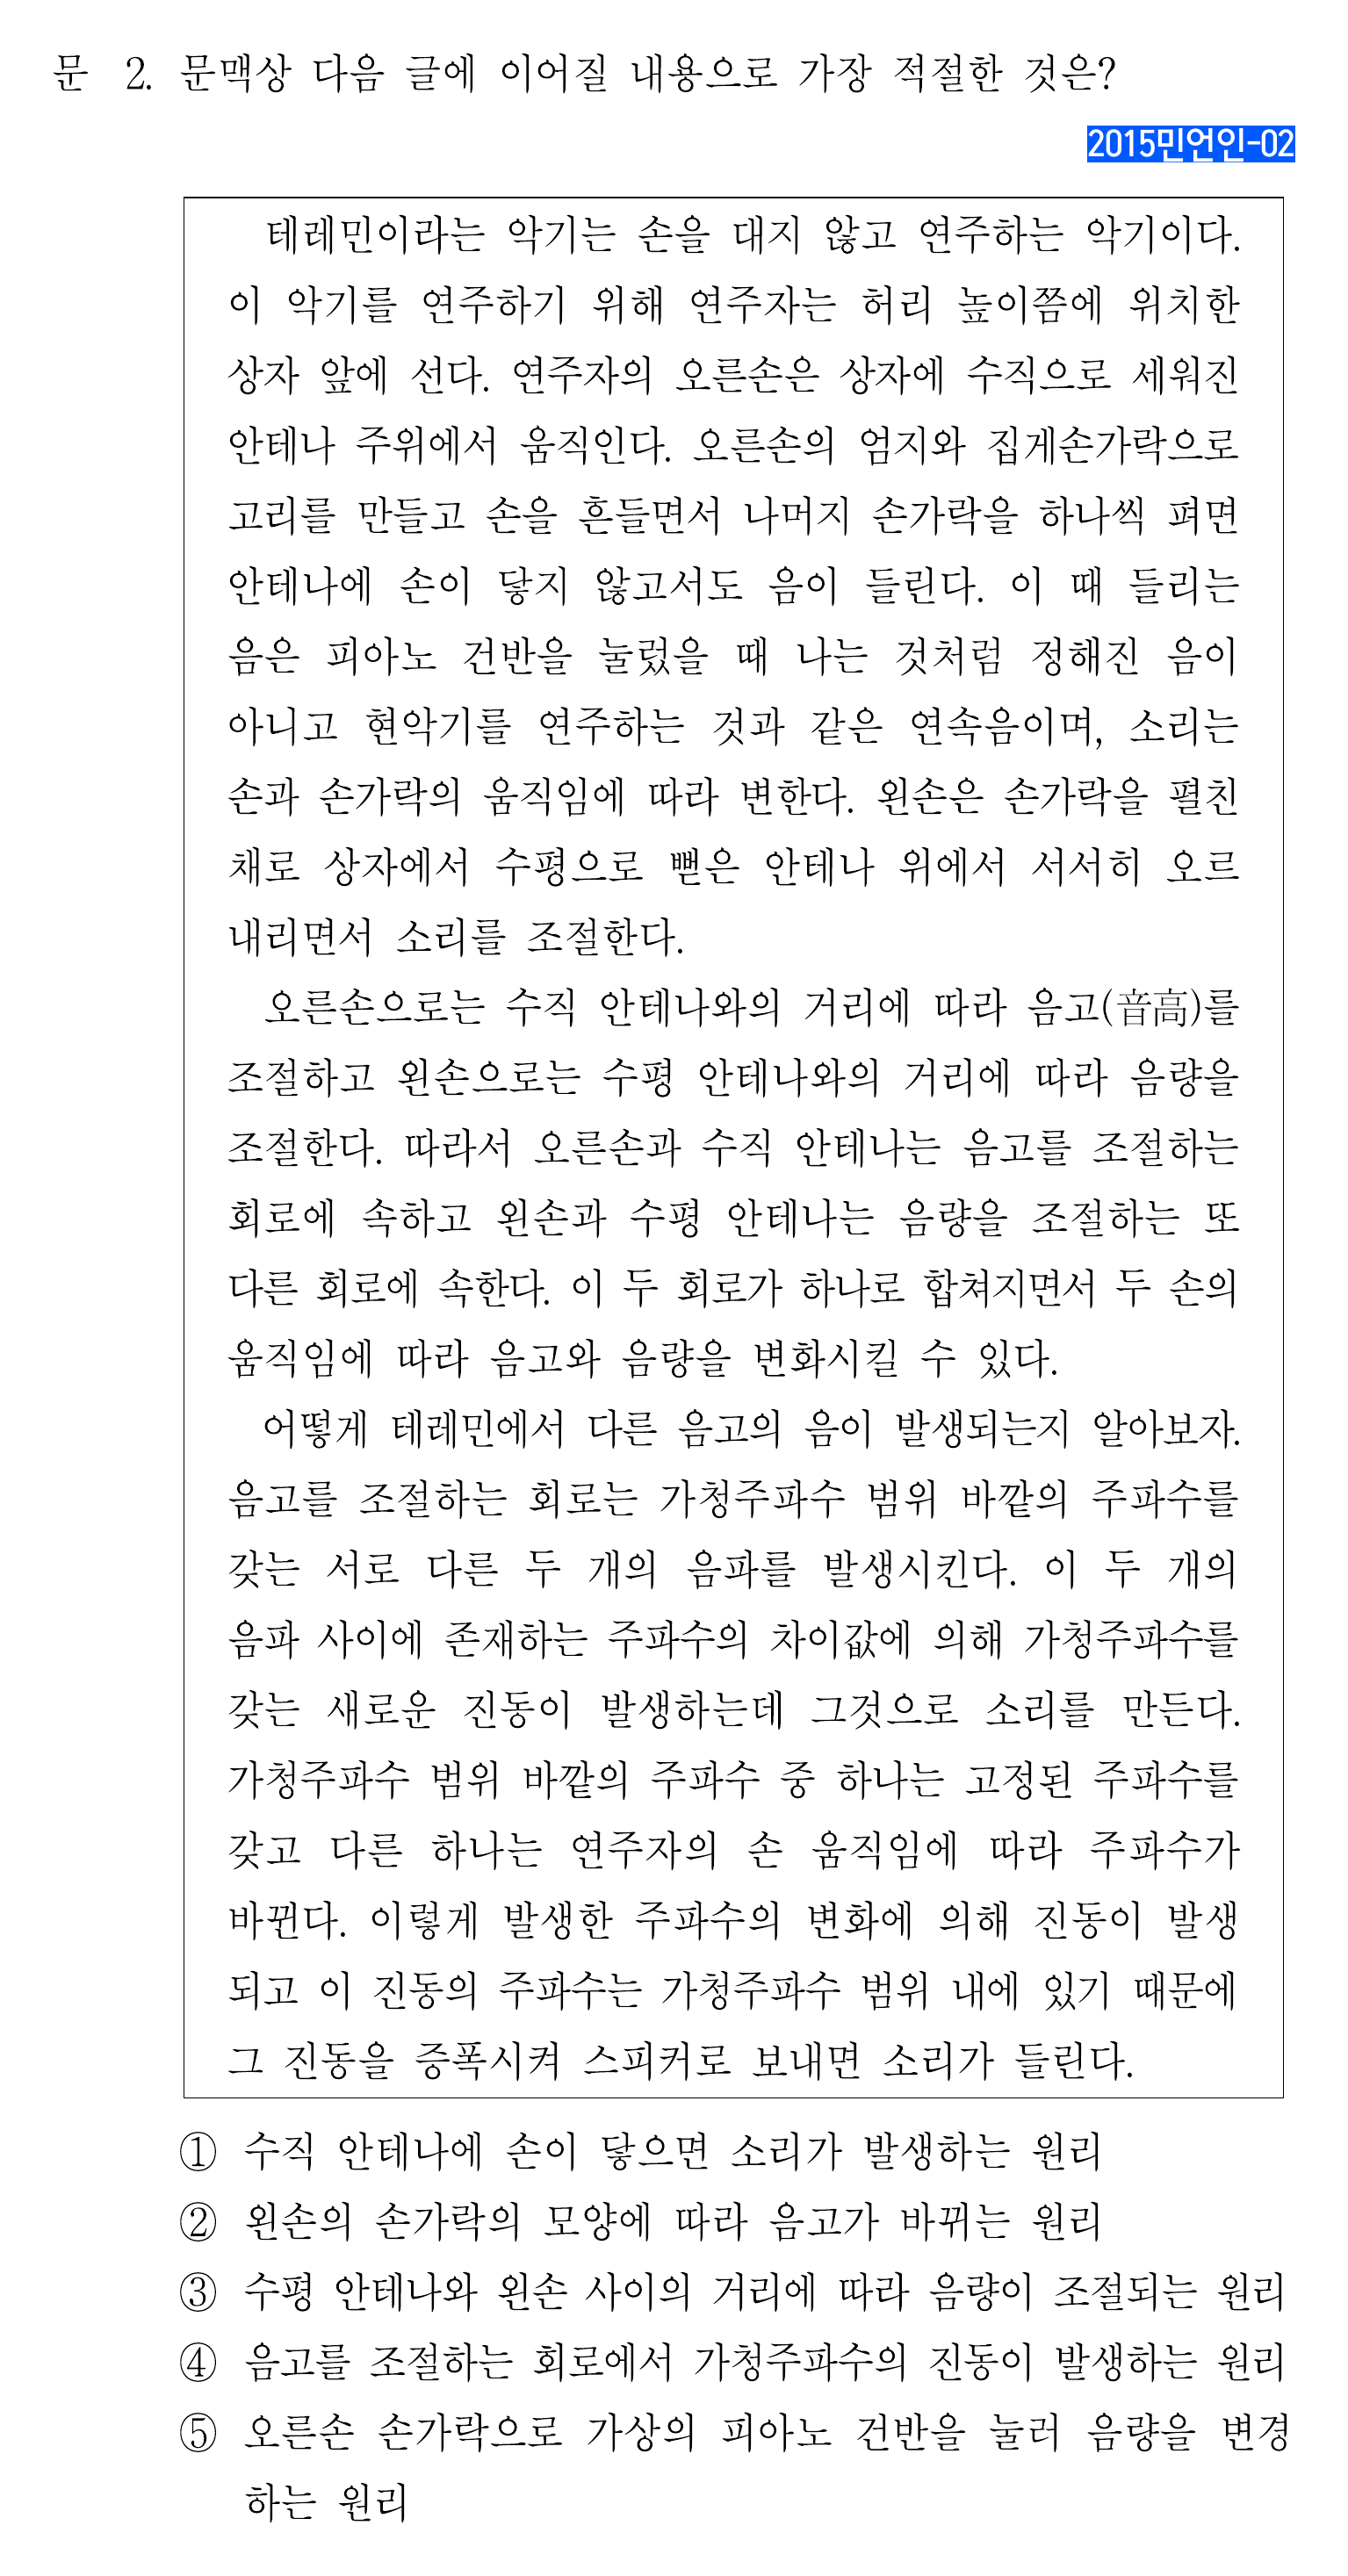 문 2. 문맥상 다음 글에 이어질 내용으로 가장 적절한 것은?
2015민언인-02
테레민이라는 악기는 손을 대지 않고 연주하는 악기이다.
이 악기를 연주하기 위해 연주자는 허리 높이쯤에 위치한
상자 앞에 선다. 연주자의 오른손은 상자에 수직으로 세워진
안테나 주위에서 움직인다. 오른손의 엄지와 집게손가락으로
고리를 만들고 손을 흔들면서 나머지 손가락을 하나씩 펴면
안테나에 손이 닿지 않고서도 음이 들린다. 이 때 들리는
음은 피아노 건반을 눌렀을 때 나는 것처럼 정해진 음이
아니고 현악기를 연주하는 것과 같은 연속음이며, 소리는
손과 손가락의 움직임에 따라 변한다. 왼손은 손가락을 펼친
채로 상자에서 수평으로 뻗은 안테나 위에서 서서히 오르
내리면서 소리를 조절한다.
오른손으로는 수직 안테나와의 거리에 따라 음고(音高)를
조절하고 왼손으로는 수평 안테나와의 거리에 따라 음량을
조절한다. 따라서 오른손과 수직 안테나는 음고를 조절하는
회로에 속하고 왼손과 수평 안테나는 음량을 조절하는 또
다른 회로에 속한다. 이 두 회로가 하나로 합쳐지면서 두 손의
움직임에 따라 음고와 음량을 변화시킬 수 있다.
어떻게 테레민에서 다른 음고의 음이 발생되는지 알아보자.
음고를 조절하는 회로는 가청주파수 범위 바깥의 주파수를
갖는 서로 다른 두 개의 음파를 발생시킨다. 이 두 개의
음파 사이에 존재하는 주파수의 차이값에 의해 가청주파수를
갖는 새로운 진동이 발생하는데 그것으로 소리를 만든다.
가청주파수 범위 바깥의 주파수 중 하나는 고정된 주파수를
갖고 다른 하나는 연주자의 손 움직임에 따라 주파수가
바뀐다. 이렇게 발생한 주파수의 변화에 의해 진동이 발생
되고 이 진동의 주파수는 가청주파수 범위 내에 있기 때문에
그 진동을 증폭시켜 스피커로 보내면 소리가 들린다.
① 수직 안테나에 손이 닿으면 소리가 발생하는 원리
② 왼손의 손가락의 모양에 따라 음고가 바뀌는 원리
③ 수평 안테나와 왼손 사이의 거리에 따라 음량이 조절되는 원리
④ 음고를 조절하는 회로에서 가청주파수의 진동이 발생하는 원리
⑤ 오른손 손가락으로 가상의 피아노 건반을 눌러 음량을 변경
하는 원리